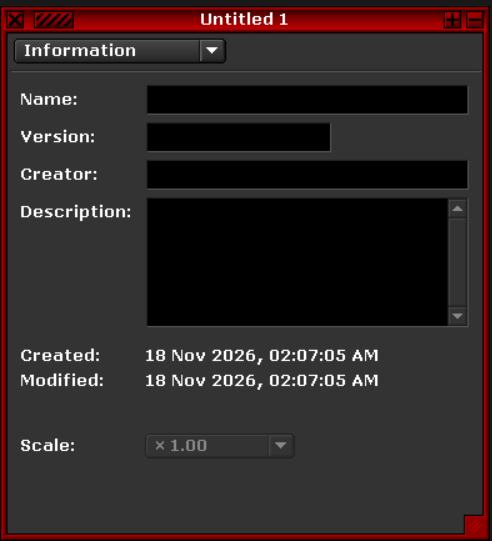 Untitled 1
Information
Name:
Version:
Creator:
Description:
Created: 18 Nov 2026, 02:07:05 AM
Modified: 18 Nov 2026, 02:07:05 AM
Scale: × 1.00